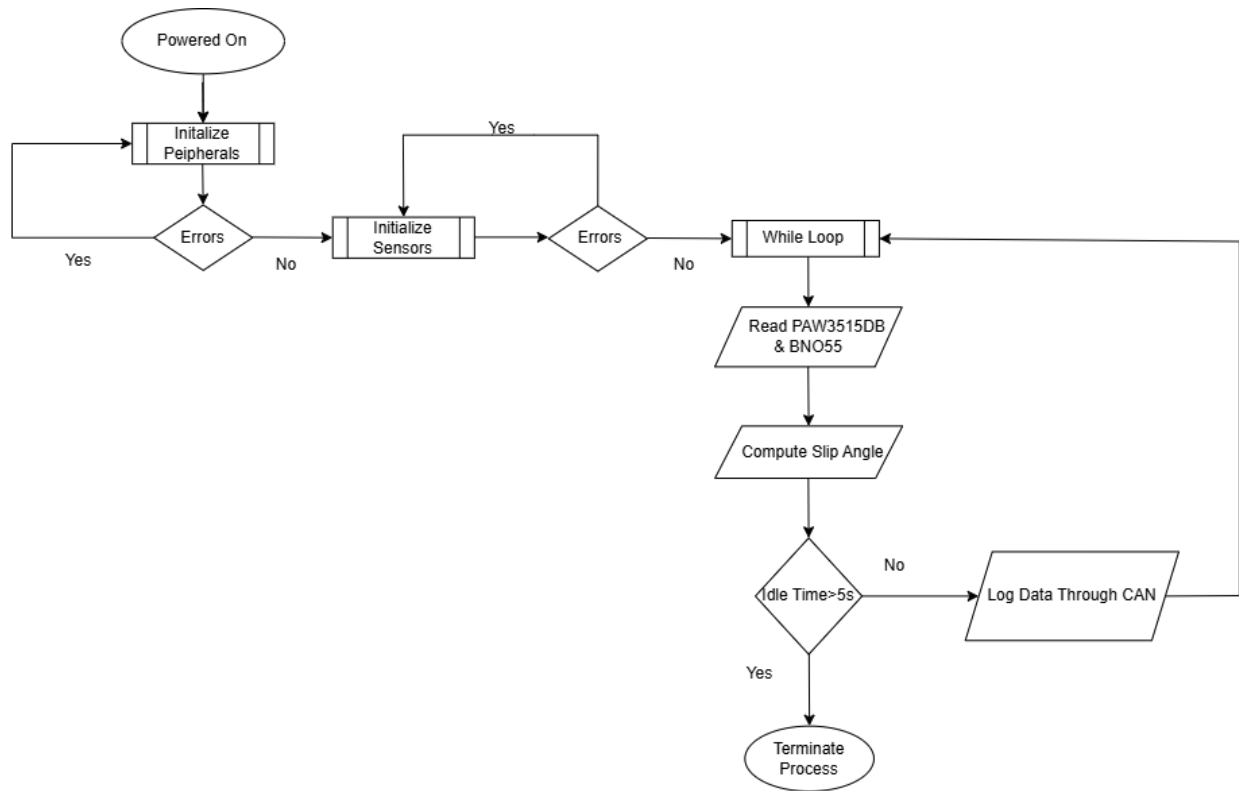 Powered On
Initalize
Peipherals
Errors
Yes
No
Initialize
Sensors
Yes
Errors
No
While Loop
Read PAW3515DB
& BNO55
Compute Slip Angle
Idle Time>5s
No
Log Data Through CAN
Yes
Terminate
Process